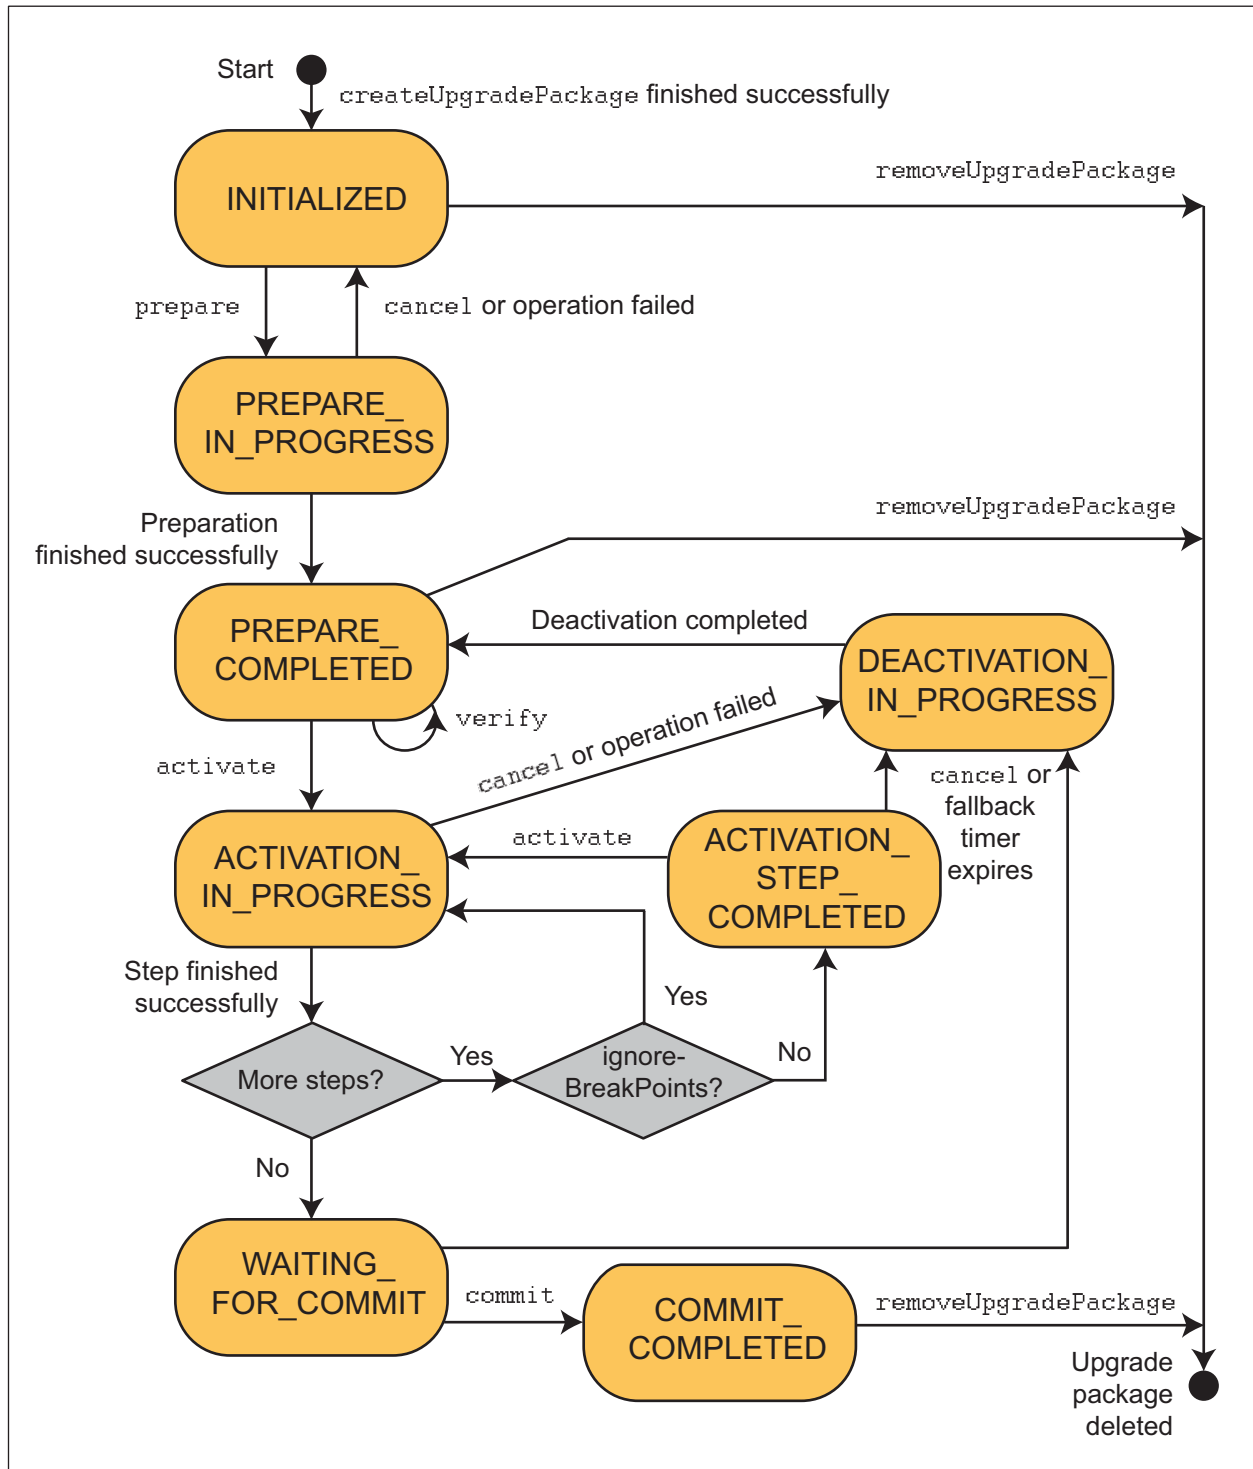 Start
createUpgradePackage finished successfully
INITIALIZED
removeUpgradePackage
prepare
cancel or operation failed
PREPARE_
IN_PROGRESS
Preparation
finished successfully
removeUpgradePackage
PREPARE_
COMPLETED
Deactivation completed
DEACTIVATION_
IN_PROGRESS
verify
cancel or operation failed
activate
cancel or
fallback
timer
expires
ACTIVATION_
IN_PROGRESS
activate
ACTIVATION_
STEP_
COMPLETED
Step finished
successfully
Yes
More steps?
Yes
ignore-
BreakPoints?
No
No
WAITING_
FOR_COMMIT
commit
COMMIT_
COMPLETED
removeUpgradePackage
Upgrade
package
deleted